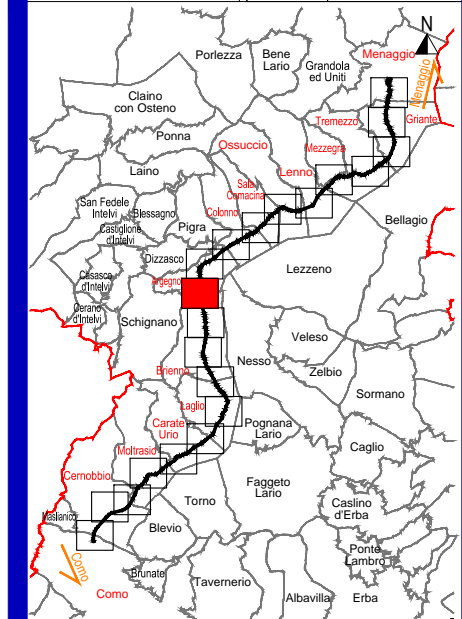 N
Menaggio
Menaggio
Porlezza
Bene
Lario
Grandola
ed Uniti
Claino
con Osteno
Tremezzo
Griante
Ponna
Ossuccio
Mezzegra
Laino
Lenno
Sala
Comacina
San Fedele
Intelvi
Blessagno
Colonno
Castiglione
d'Intelvi
Pigra
Bellagio
Dizzasco
Casasco
d'Intelvi
Argegno
Lezzeno
Cerano
d'Intelvi
Schignano
Veleso
Nesso
Brienno
Zelbio
Sormano
Laglio
Carate
Urio
Pognana
Lario
Caglio
Moltrasio
Cernobbio
Faggeto
Lario
Torno
Caslino
d'Erba
Maslianico
Blevio
Ponte
Lambro
Como
Brunate
Tavernerio
Como
Albavilla
Erba